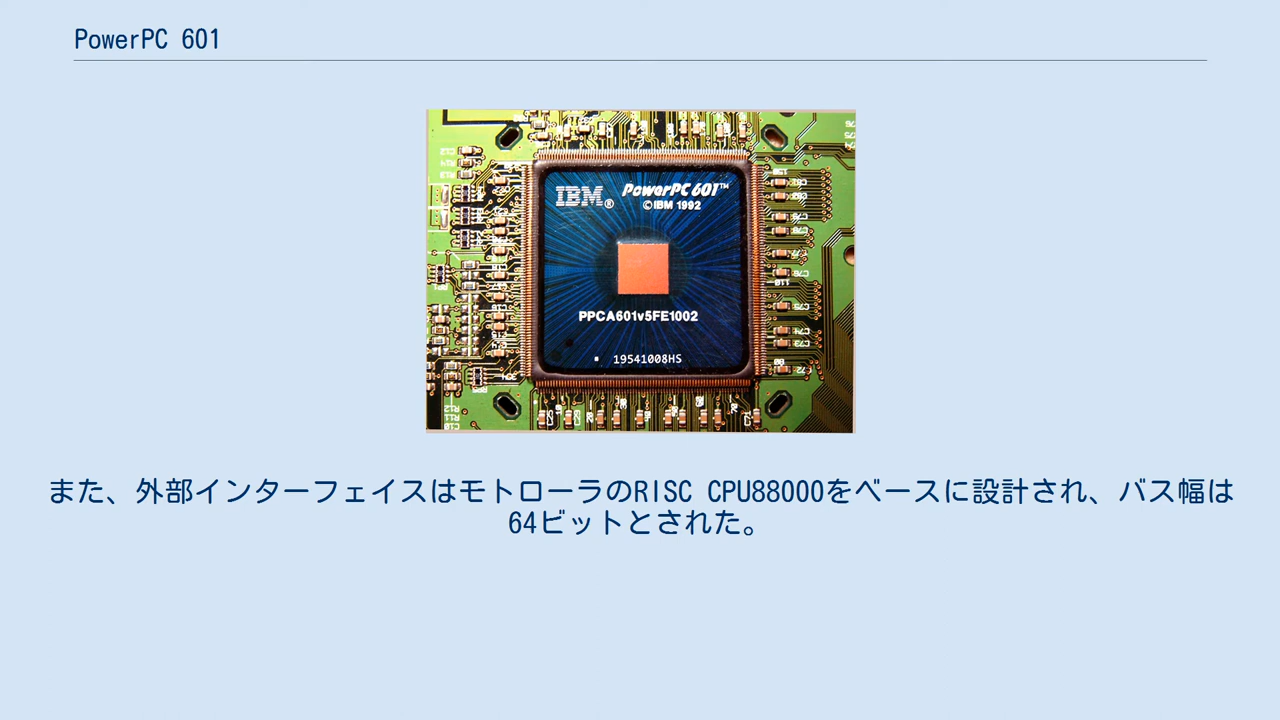 PowerPC 601
IBM®
PowerPC 601™
©IBM 1992
PPCA601v5FE1002
19541008HS
また、外部インターフェイスはモトローラのRISC CPU88000をベースに設計され、バス幅は
64ビットとされた。